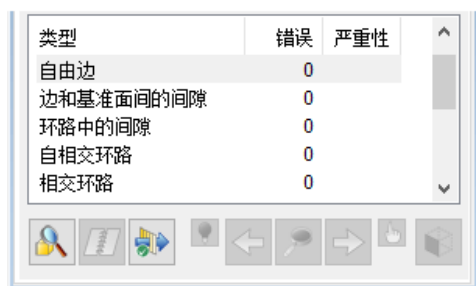 类型 错误 严重性
自由边 0
边和基准面间的间隙 0
环路中的间隙 0
自相交环路 0
相交环路 0